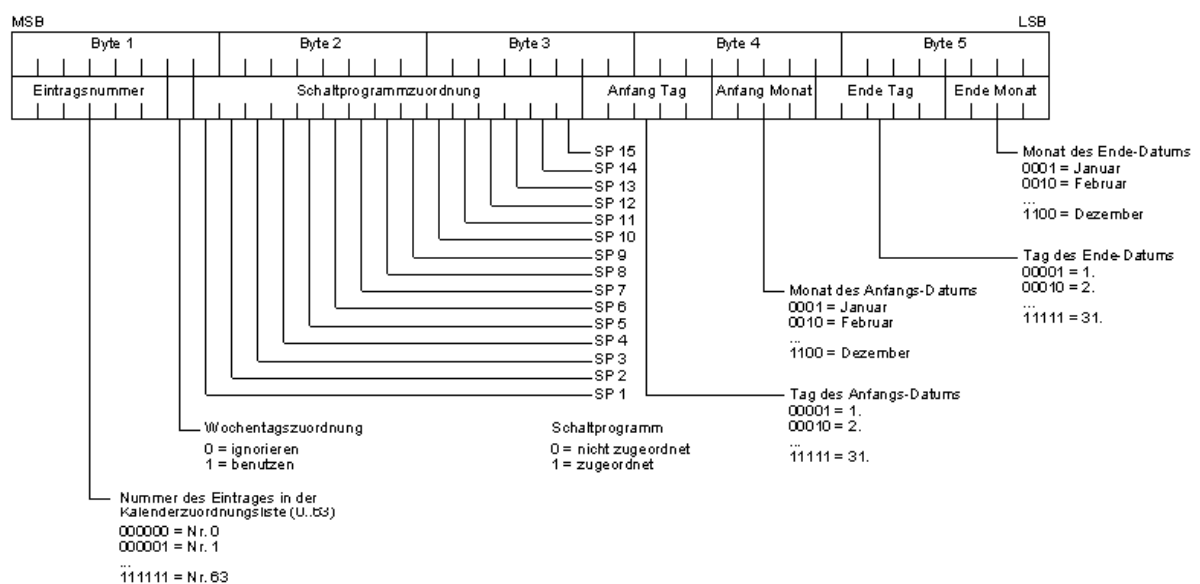 MSB LSB
Byte 1 Byte 2 Byte 3 Byte 4 Byte 5
Eintragsnummer Schaltprogrammzuordnung Anfang Tag Anfang Monat Ende Tag Ende Monat
SP 15
SP 14
SP 13
SP 12
SP 11
SP 10
SP 9
SP 8
SP 7
SP 6
SP 5
SP 4
SP 3
SP 2
SP 1
Monat des Ende-Datums
0001 = Januar
0010 = Februar
...
1100 = Dezember
Tag des Ende-Datums
00001 = 1.
00010 = 2.
...
11111 = 31.
Monat des Anfangs-Datums
0001 = Januar
0010 = Februar
...
1100 = Dezember
Tag des Anfangs-Datums
00001 = 1.
00010 = 2.
...
11111 = 31.
Wochentagszuordnung
0 = ignorieren
1 = benutzen
Schaltprogramm
0 = nicht zugeordnet
1 = zugeordnet
Nummer des Eintrages in der
Kalenderzuordnungsliste (0..63)
000000 = Nr. 0
000001 = Nr. 1
...
111111 = Nr. 63